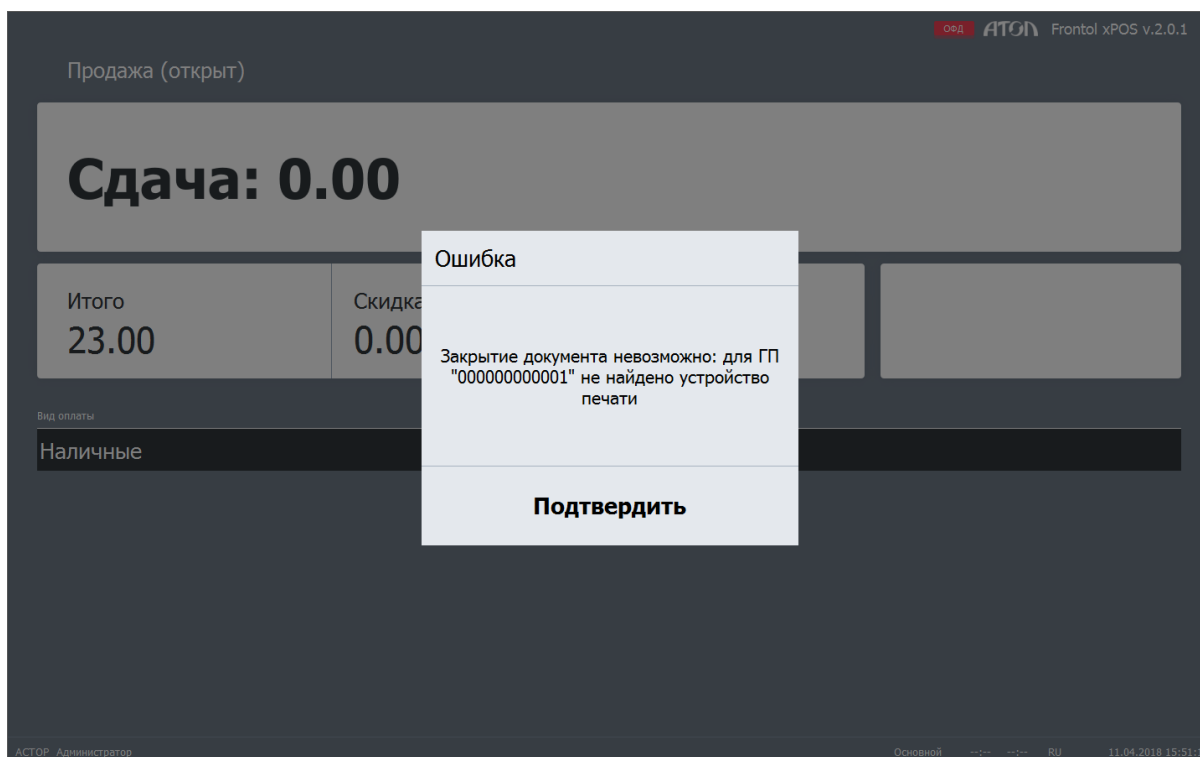 ОФД АТОЛ Frontol xPOS v.2.0.1
Продажа (открыт)
Сдача: 0.00
Ошибка
Итого
Скидка
23.00
0.00
Закрытие документа невозможно: для ГП
"000000000001" не найдено устройство
печати
Вид оплаты
Наличные
Подтвердить
АСТОР Администратор
Основной --:-- --:-- RU 11.04.2018 15:51: